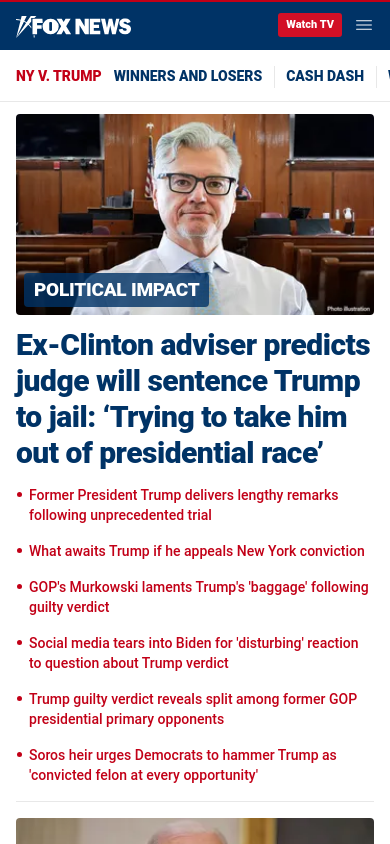 FOX NEWS
Watch TV
NY V. TRUMP WINNERS AND LOSERS CASH DASH
POLITICAL IMPACT
Photo illustration
Ex-Clinton adviser predicts
judge will sentence Trump
to jail: ‘Trying to take him
out of presidential race’
• Former President Trump delivers lengthy remarks
following unprecedented trial
• What awaits Trump if he appeals New York conviction
• GOP's Murkowski laments Trump's 'baggage' following
guilty verdict
• Social media tears into Biden for 'disturbing' reaction
to question about Trump verdict
• Trump guilty verdict reveals split among former GOP
presidential primary opponents
• Soros heir urges Democrats to hammer Trump as
'convicted felon at every opportunity'